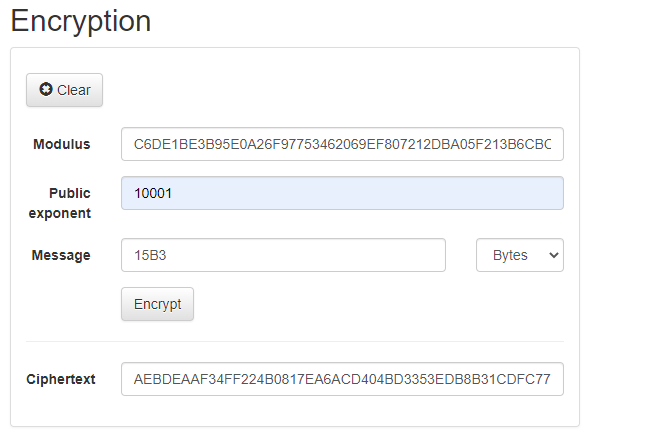 Encryption
Clear
Modulus C6DE1BE3B95E0A26F97753462069EF807212DBA05F213B6CBC
Public exponent 10001
Message 15B3 Bytes
Encrypt
Ciphertext AEBDEAAF34FF224B0817EA6ACD404BD3353EDB8B31CDFC77